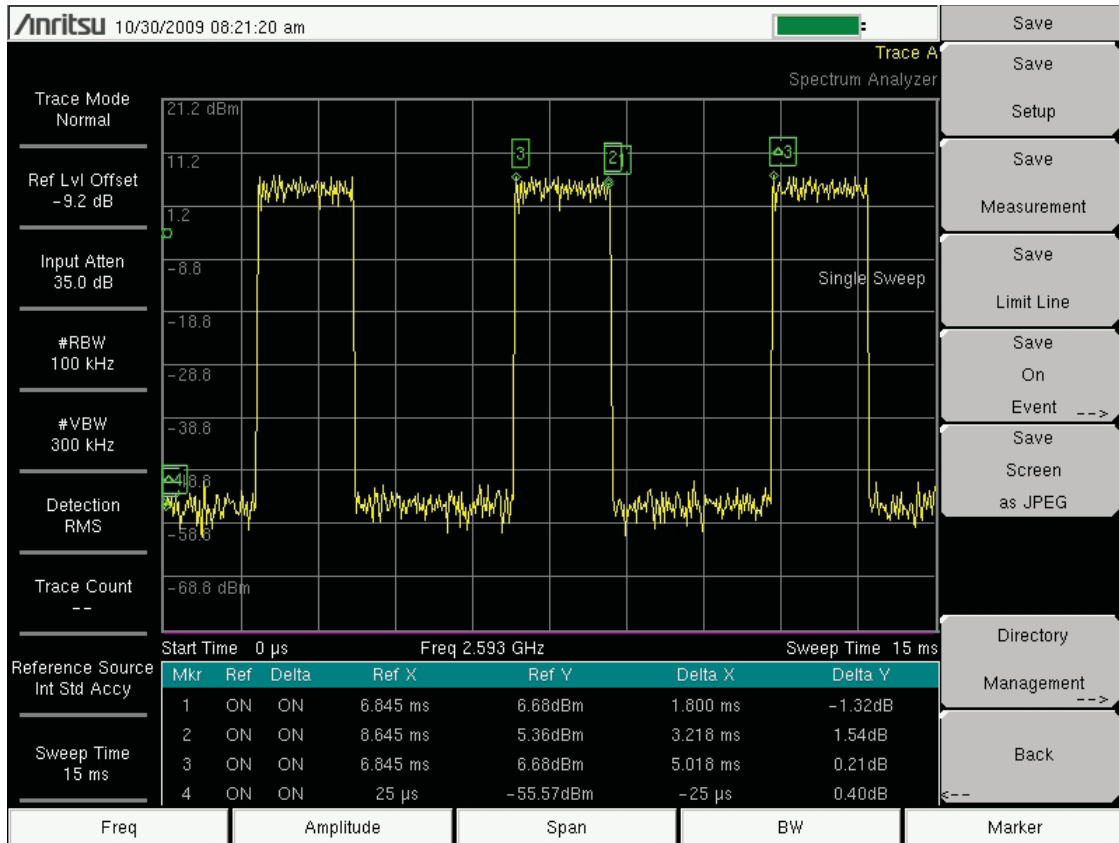 Anritsu 10/30/2009 08:21:20 am
Trace A
Spectrum Analyzer
Trace Mode
Normal
Ref Lvl Offset
-9.2 dB
Input Atten
35.0 dB
#RBW
100 kHz
#VBW
300 kHz
Detection
RMS
Trace Count
--
Reference Source
Int Std Accy
Sweep Time
15 ms
21.2 dBm
11.2
1.2
-8.8
-18.8
-28.8
-38.8
-58.8
-68.8 dBm
3
2
△3
△4
Single Sweep
Start Time 0 µs
Freq 2.593 GHz
Sweep Time 15 ms
Mkr Ref Delta Ref X Ref Y Delta X Delta Y
1 ON ON 6.845 ms 6.68dBm 1.800 ms -1.32dB
2 ON ON 8.645 ms 5.36dBm 3.218 ms 1.54dB
3 ON ON 6.845 ms 6.68dBm 5.018 ms 0.21dB
4 ON ON 25 µs -55.57dBm -25 µs 0.40dB
Save
Save
Setup
Save
Measurement
Save
Limit Line
Save
On
Event -->
Save
Screen
as JPEG
Directory
Management
-->
Back
<--
Freq
Amplitude
Span
BW
Marker